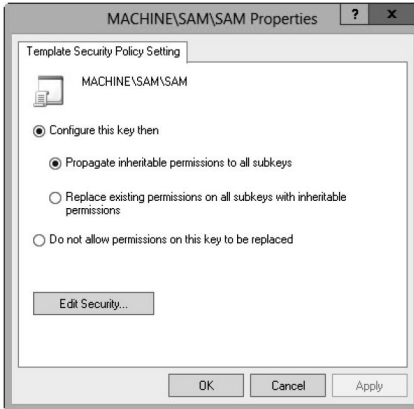 MACHINE\SAM\SAM Properties
? x
Template Security Policy Setting
MACHINE\SAM\SAM
Configure this key then
Propagate inheritable permissions to all subkeys
Replace existing permissions on all subkeys with inheritable
permissions
Do not allow permissions on this key to be replaced
Edit Security...
OK Cancel Apply